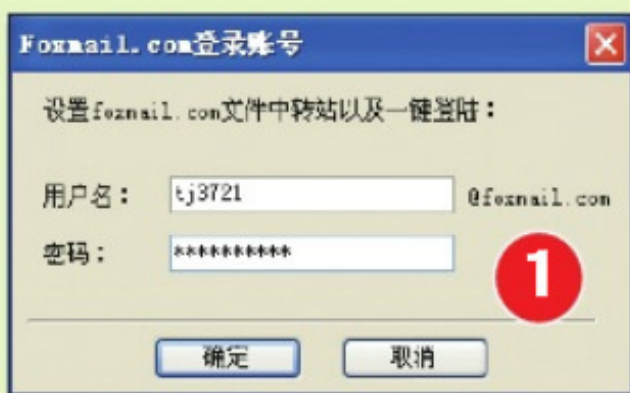 Foxmail.com登录账号
设置foxmail.com文件中转站以及一键登陆：
用户名： tj3721 @foxmail.com
密码： **********
1
确定 取消